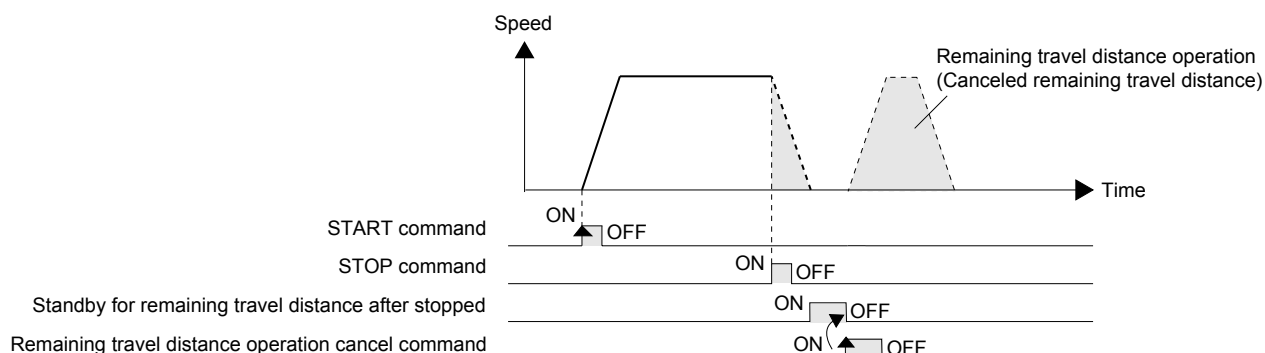 Speed
Remaining travel distance operation
(Canceled remaining travel distance)
Time
START command
ON
OFF
STOP command
ON
OFF
Standby for remaining travel distance after stopped
ON
OFF
Remaining travel distance operation cancel command
ON
OFF